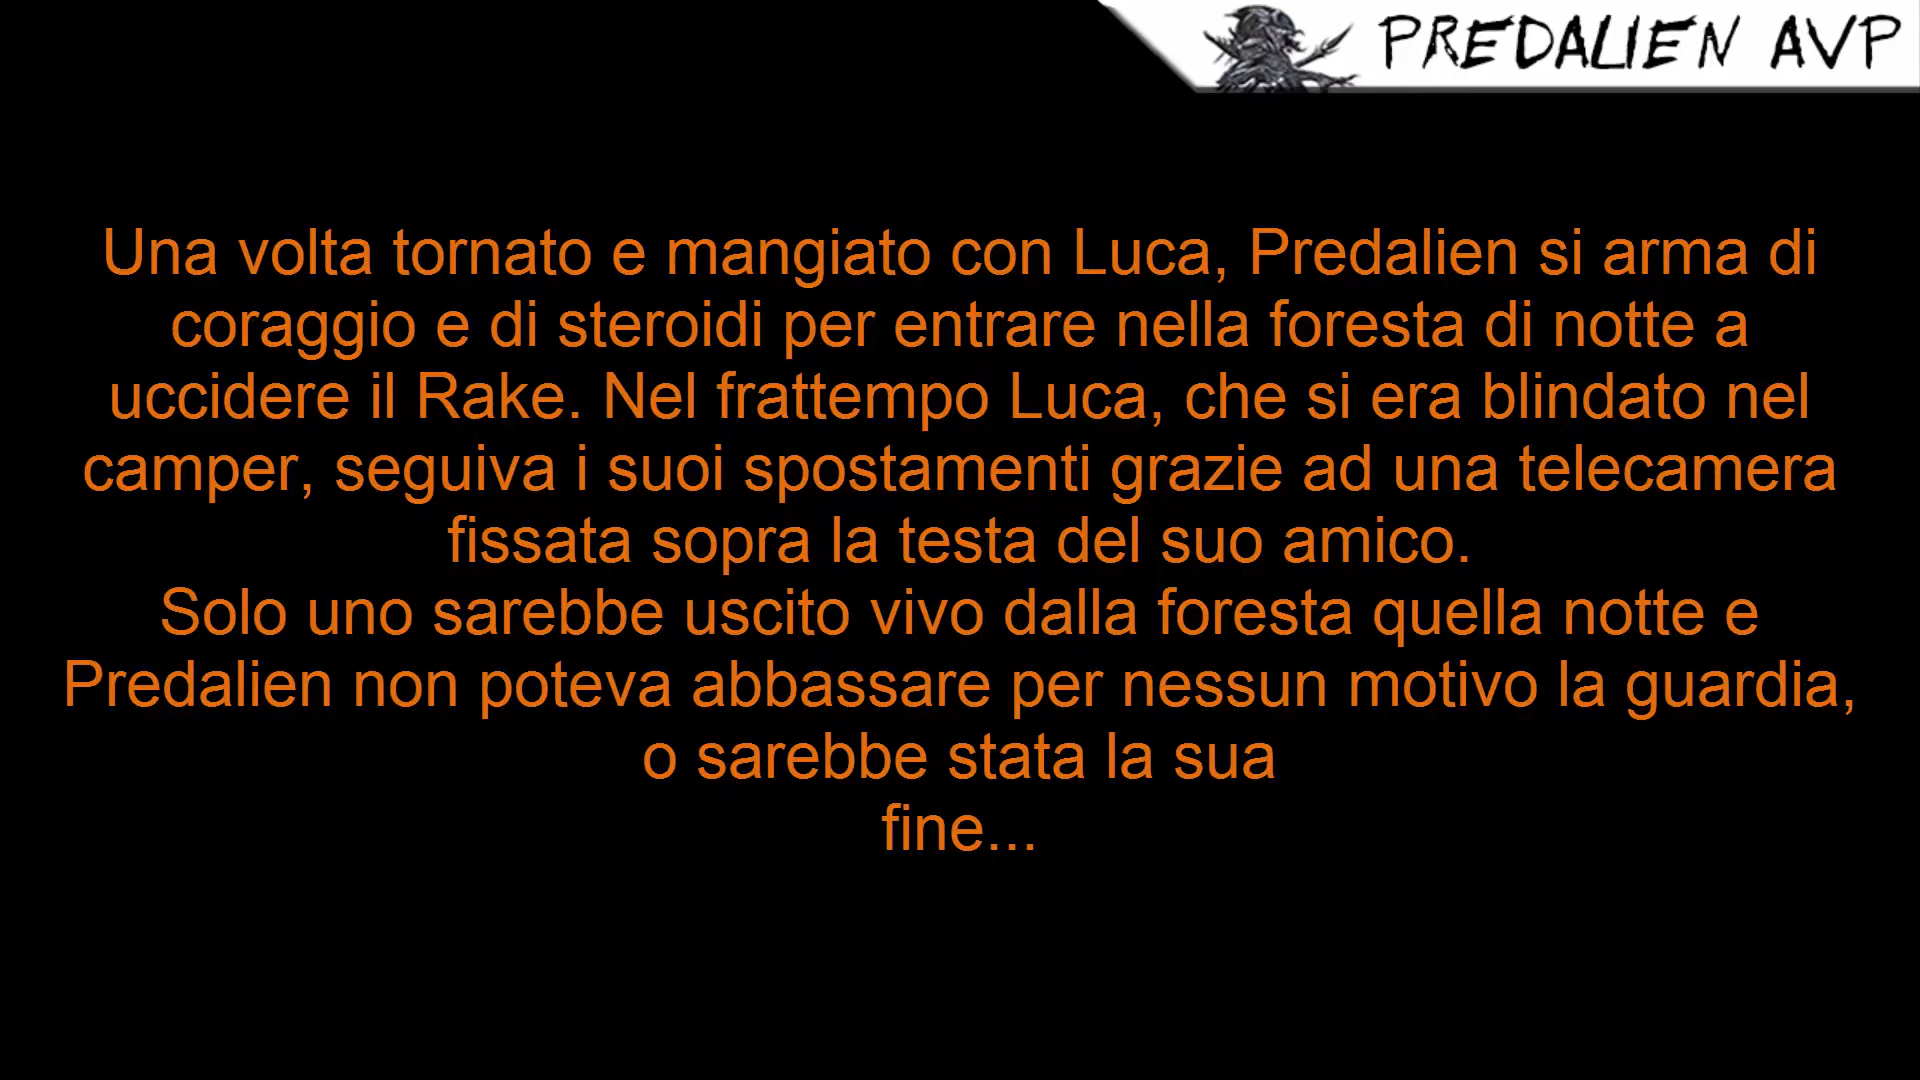 PREDALIEN AVP
Una volta tornato e mangiato con Luca, Predalien si arma di
coraggio e di steroidi per entrare nella foresta di notte a
uccidere il Rake. Nel frattempo Luca, che si era blindato nel
camper, seguiva i suoi spostamenti grazie ad una telecamera
fissata sopra la testa del suo amico.
Solo uno sarebbe uscito vivo dalla foresta quella notte e
Predalien non poteva abbassare per nessun motivo la guardia,
o sarebbe stata la sua
fine...